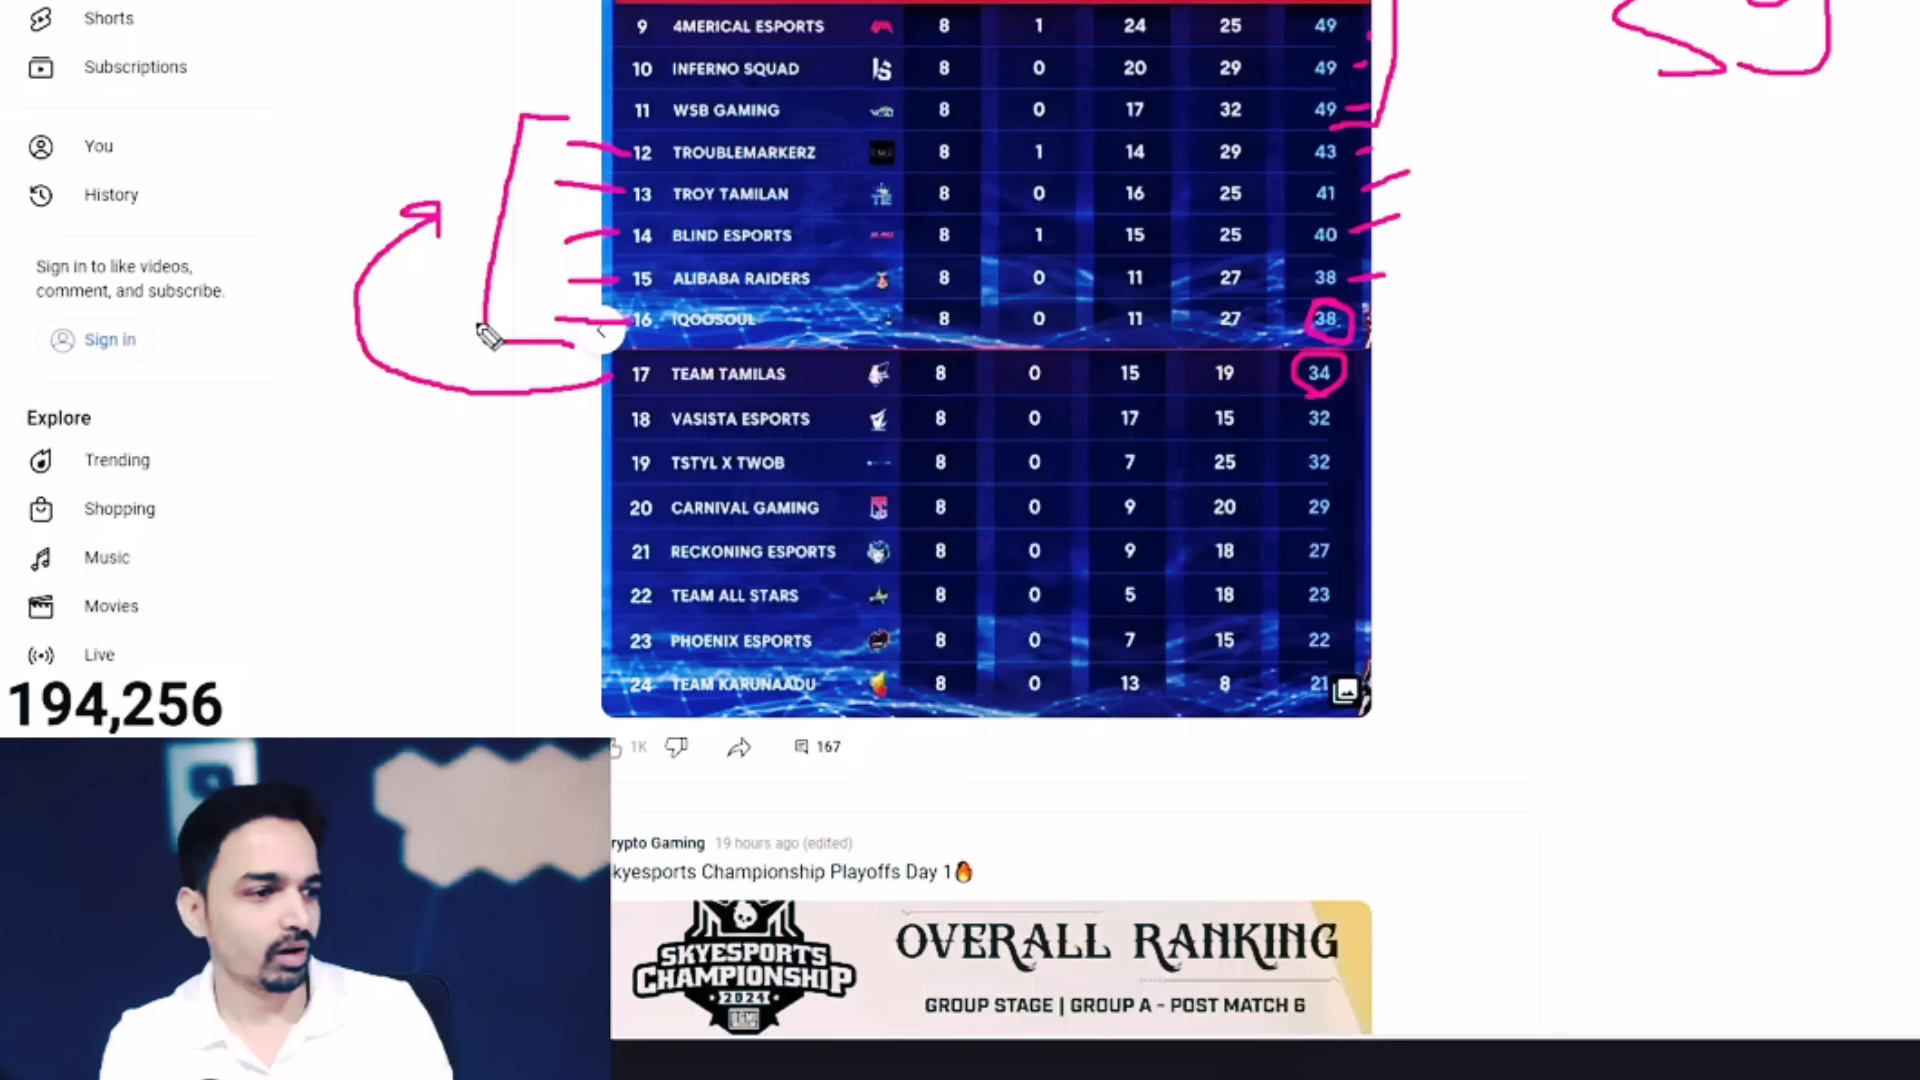 Shorts
Subscriptions
You
History
Sign in to like videos,
comment, and subscribe.
Sign in
Explore
Trending
Shopping
Music
Movies
Live
194,256
9 4MERICAL ESPORTS 8 1 24 25 49
10 INFERNO SQUAD 8 0 20 29 49
11 WSB GAMING 8 0 17 32 49
12 TROUBLEMARKERZ 8 1 14 29 43
13 TROY TAMILAN 8 0 16 25 41
14 BLIND ESPORTS 8 1 15 25 40
15 ALIBABA RAIDERS 8 0 11 27 38
16 IQOOSOUL 8 0 11 27 38
17 TEAM TAMILAS 8 0 15 19 34
18 VASISTA ESPORTS 8 0 17 15 32
19 TSTYL X TWOB 8 0 7 25 32
20 CARNIVAL GAMING 8 0 9 20 29
21 RECKONING ESPORTS 8 0 9 18 27
22 TEAM ALL STARS 8 0 5 18 23
23 PHOENIX ESPORTS 8 0 7 15 22
24 TEAM KARUNAADU 8 0 13 8 21
1K 167
rypto Gaming 19 hours ago (edited)
kyesports Championship Playoffs Day 1🔥
SKYESPORTS
CHAMPIONSHIP
2024
OVERALL RANKING
GROUP STAGE | GROUP A - POST MATCH 6